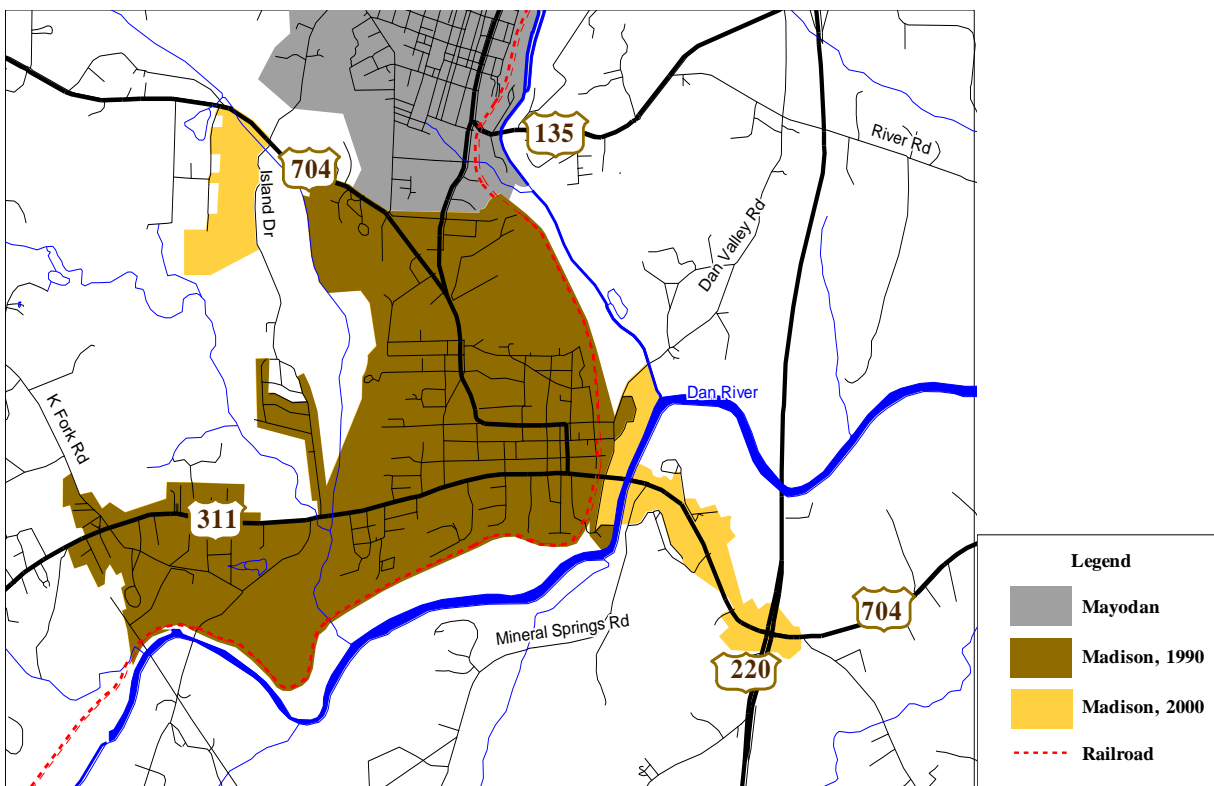 135
River Rd
704
Island Dr
Dan Valley Rd
Dan River
K Fork Rd
311
Mineral Springs Rd
704
220
Legend
Mayodan
Madison, 1990
Madison, 2000
Railroad